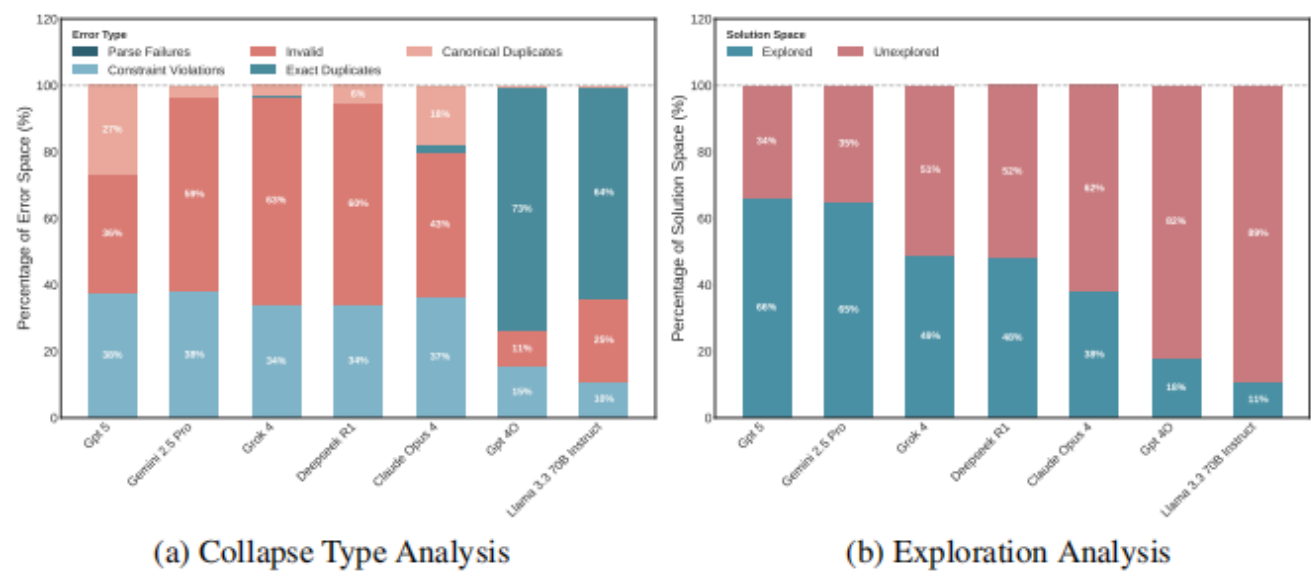 120
100
80
60
40
20
0
Percentage of Error Space (%)
Error Type
Parse Failures
Constraint Violations
Invalid
Exact Duplicates
Canonical Duplicates
27%
36%
38%
59%
38%
63%
34%
6%
60%
34%
18%
43%
37%
73%
11%
15%
64%
25%
10%
Gpt 5
Gemini 2.5 Pro
Grok 4
Deepseek R1
Claude Opus 4
Gpt 4O
Llama 3.3 70B Instruct
(a) Collapse Type Analysis
120
100
80
60
40
20
0
Percentage of Solution Space (%)
Solution Space
Explored
Unexplored
34%
66%
35%
65%
51%
49%
52%
48%
62%
38%
82%
18%
89%
11%
Gpt 5
Gemini 2.5 Pro
Grok 4
Deepseek R1
Claude Opus 4
Gpt 4O
Llama 3.3 70B Instruct
(b) Exploration Analysis